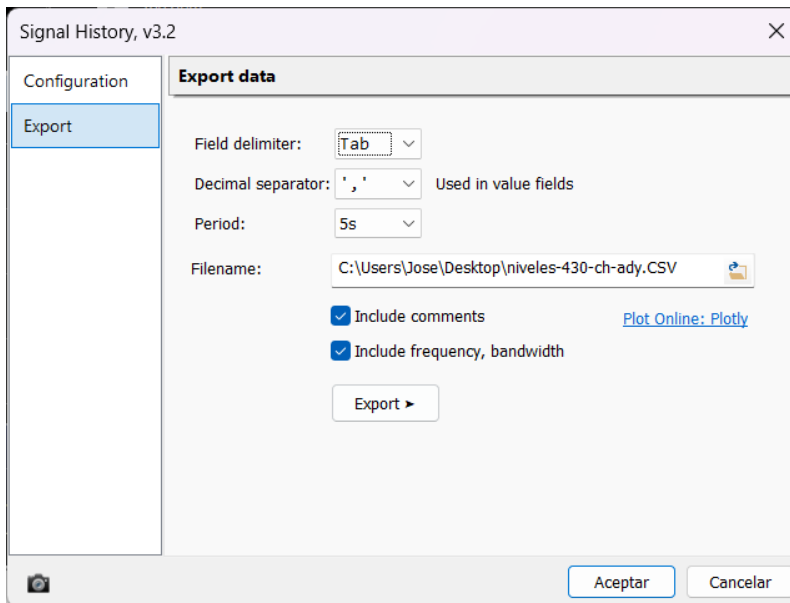 Signal History, v3.2
Configuration
Export
Export data
Field delimiter: Tab
Decimal separator: ',' Used in value fields
Period: 5s
Filename: C:\Users\Jose\Desktop\niveles-430-ch-ady.CSV
Include comments Plot Online: Plotly
Include frequency, bandwidth
Export ➤
Aceptar Cancelar